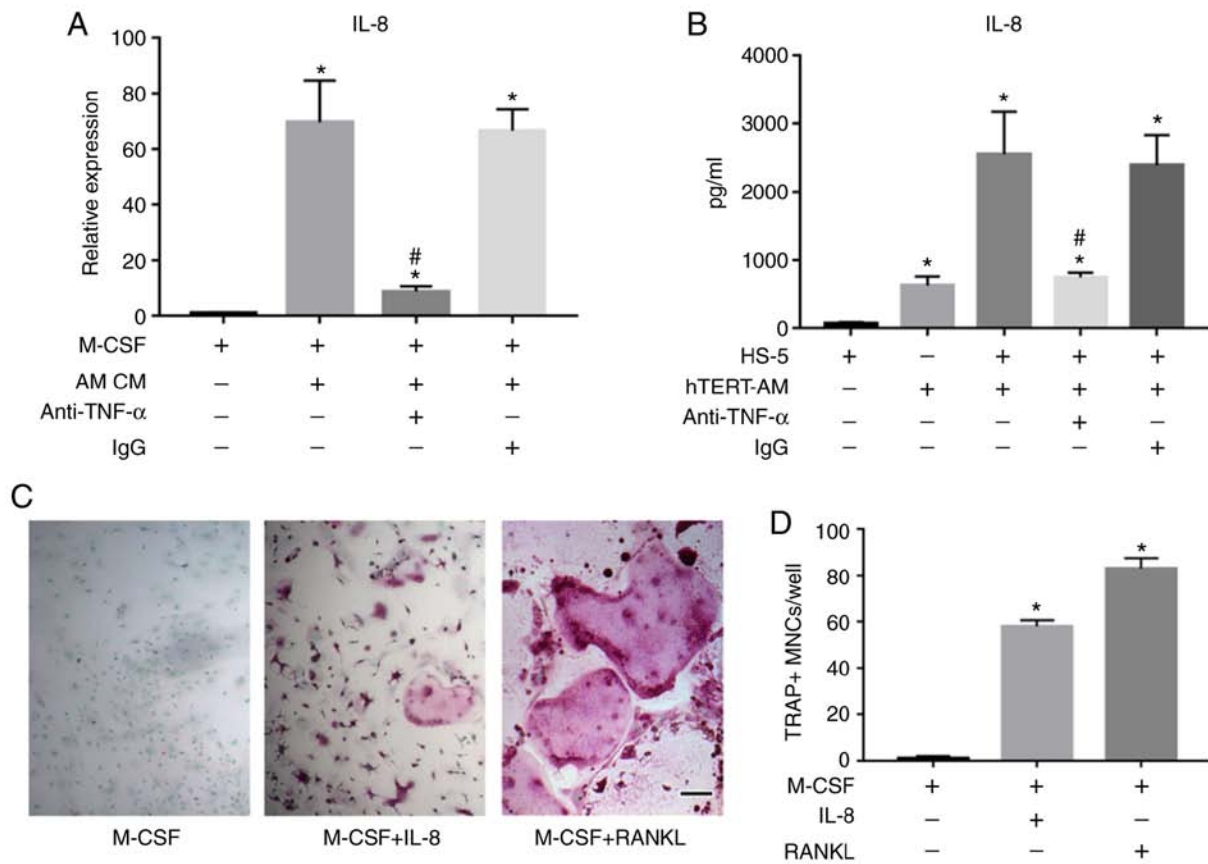 A
IL-8
Relative expression
100
80
60
40
20
0
*
*
#
*
M-CSF + + + +
AM CM – + + +
Anti-TNF-α – – + –
IgG – – – +
B
IL-8
pg/ml
4000
3000
2000
1000
0
*
*
#
*
*
HS-5 + – + + +
hTERT-AM – + + + +
Anti-TNF-α – – – + –
IgG – – – – +
C
M-CSF
M-CSF+IL-8
M-CSF+RANKL
D
TRAP+ MNCs/well
100
80
60
40
20
0
*
*
M-CSF + + +
IL-8 – + –
RANKL – – +